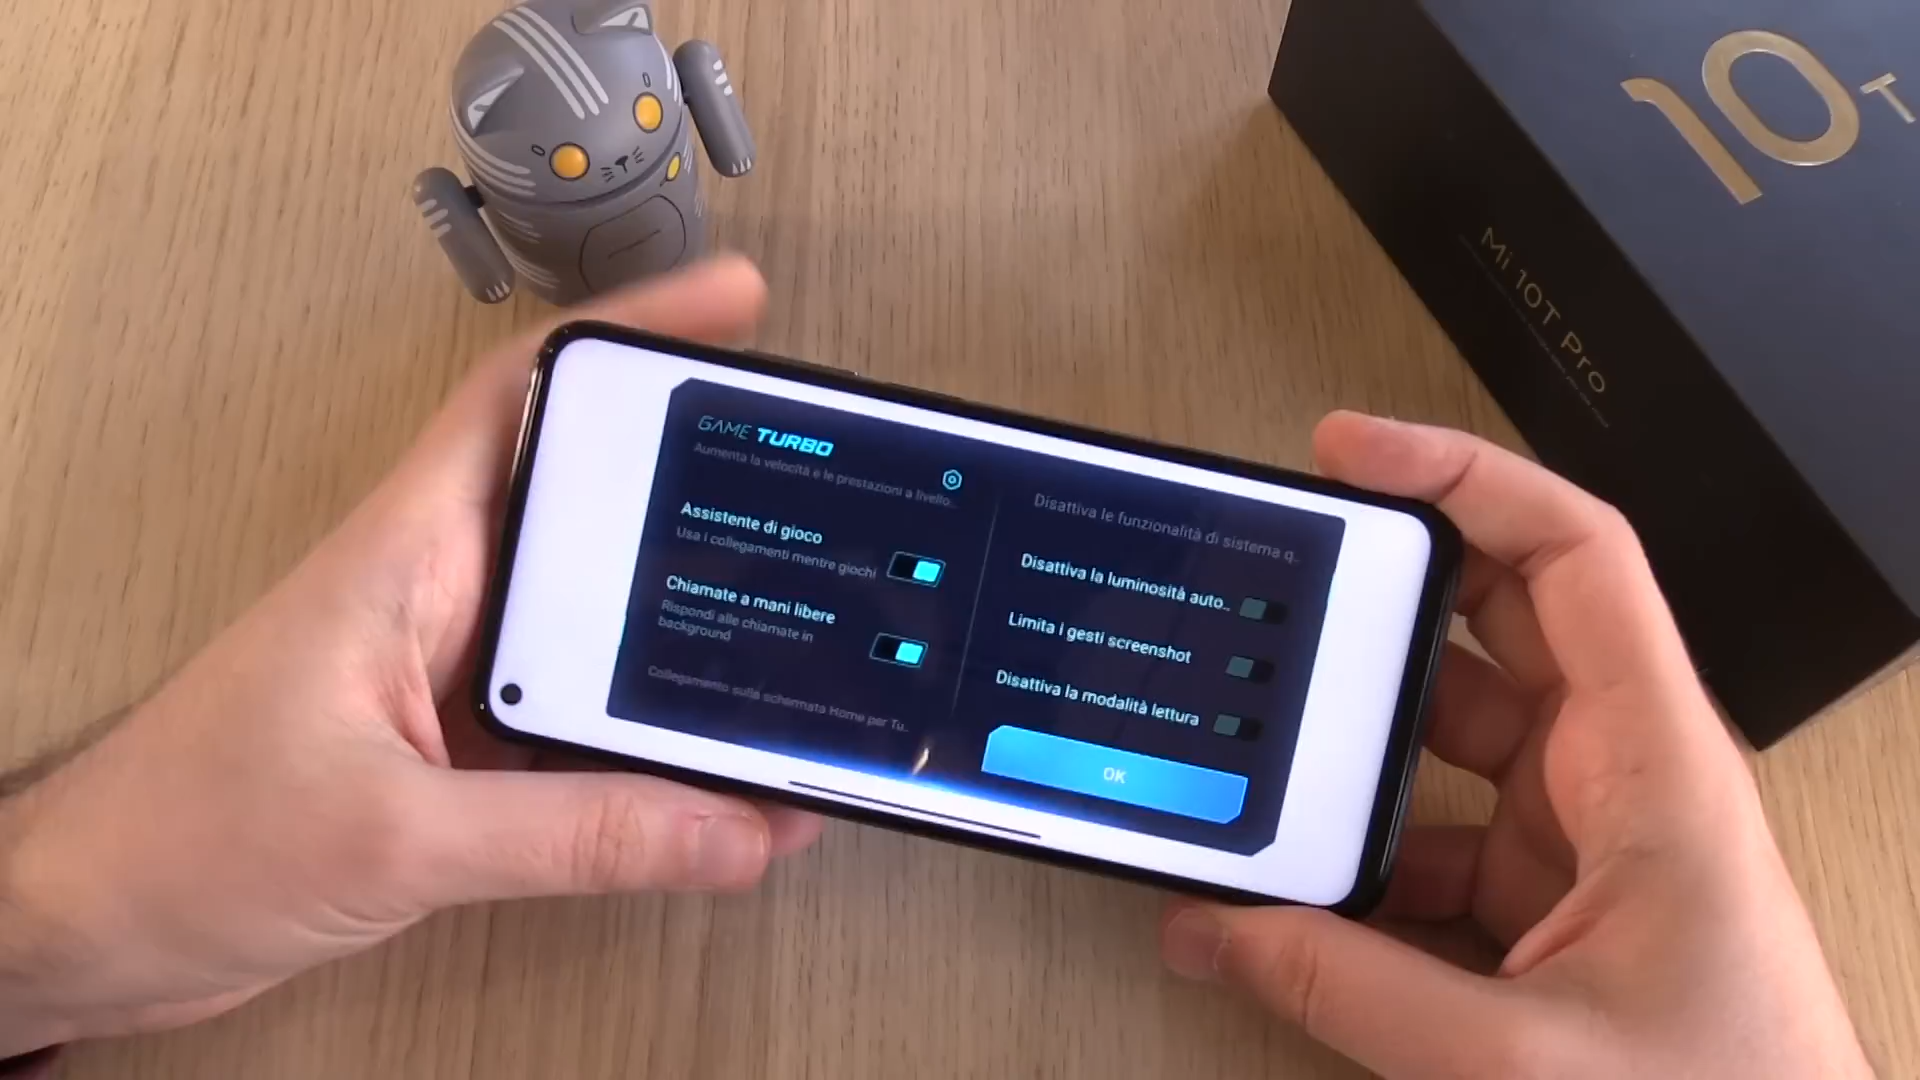 10T
Mi 10T Pro
GAME TURBO
Aumenta la velocità e le prestazioni a livello...
Assistente di gioco
Usa i collegamenti mentre giochi
Chiamate a mani libere
Rispondi alle chiamate in
background
Collegamento sulla schermata Home per Tu..
Disattiva le funzionalità di sistema q..
Disattiva la luminosità auto..
Limita i gesti screenshot
Disattiva la modalità lettura
OK